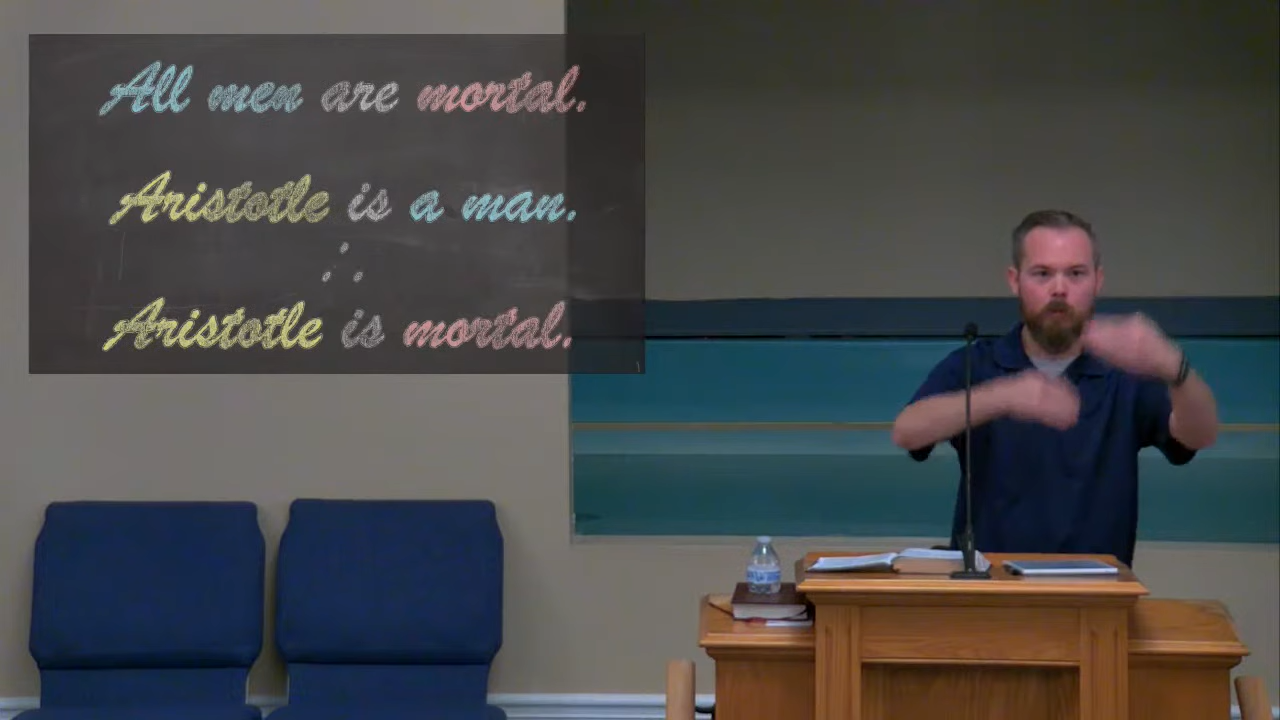 All men are mortal.
Aristotle is a man.
∴
Aristotle is mortal.